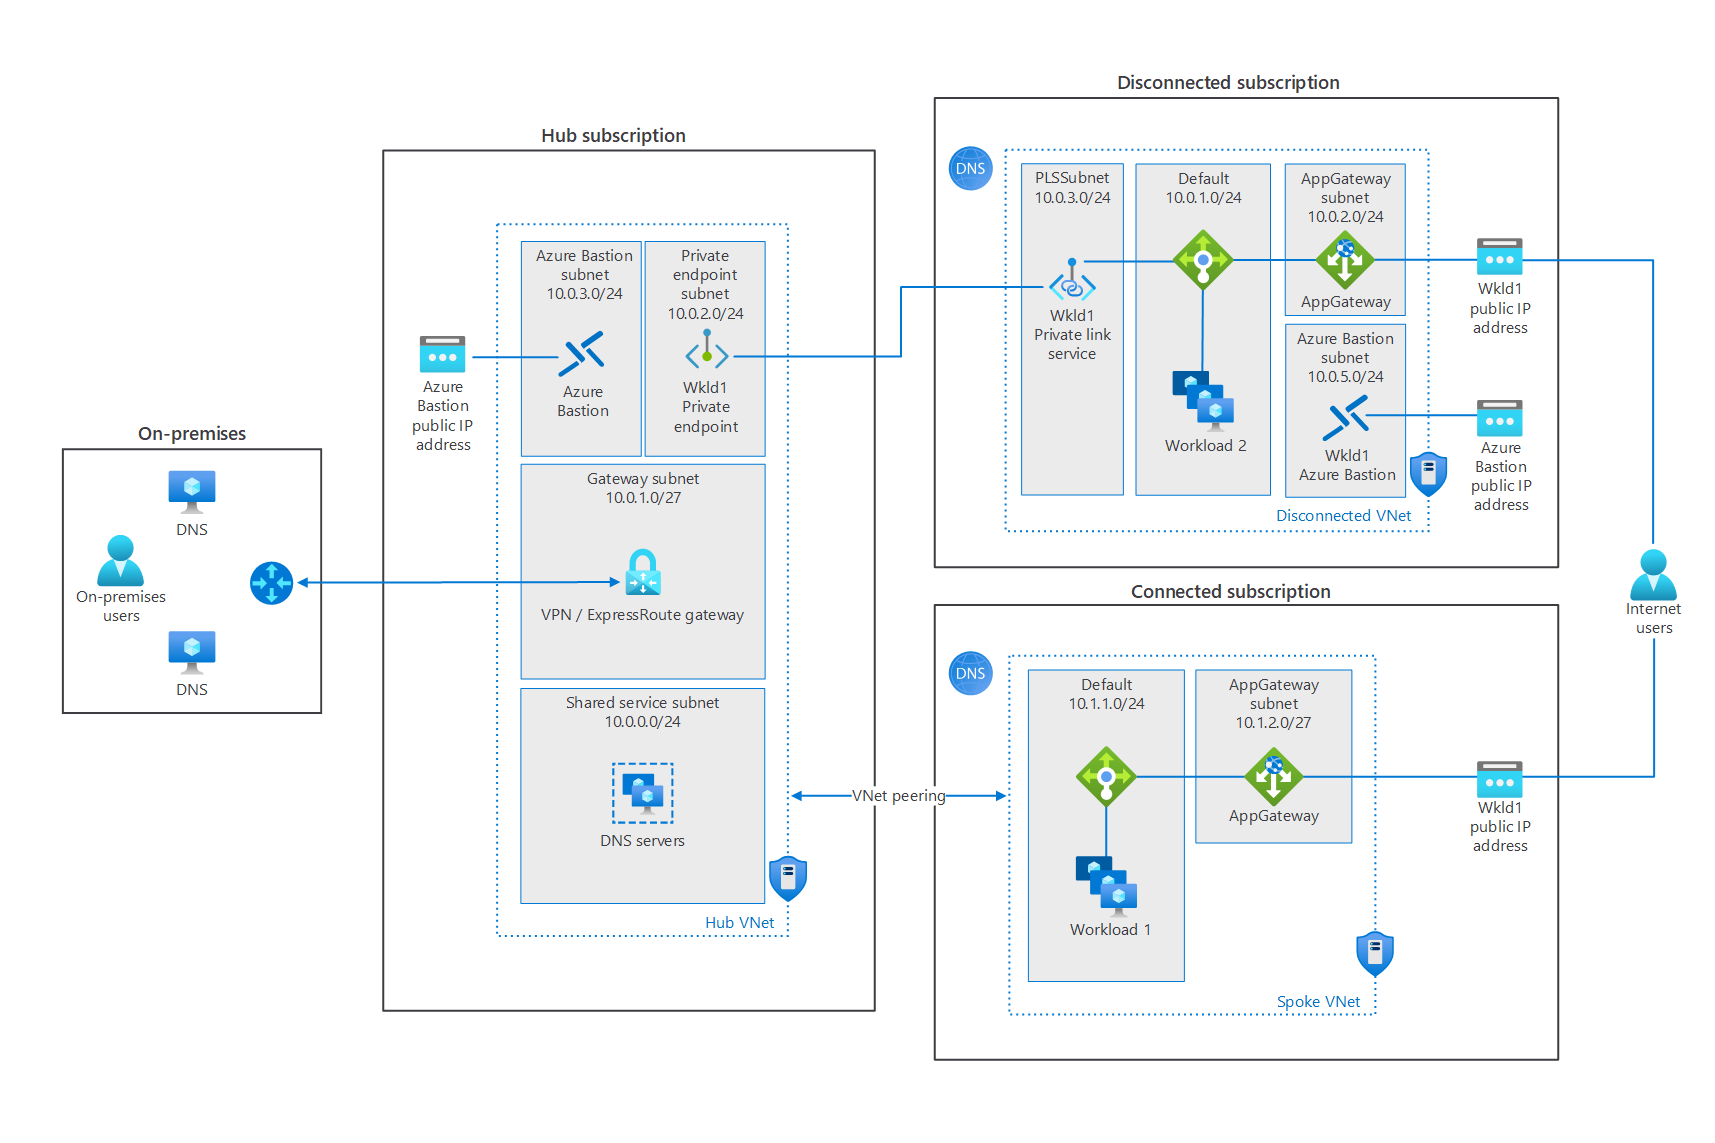 Disconnected subscription
Hub subscription
DNS
PLSSubnet
10.0.3.0/24
Default
10.0.1.0/24
AppGateway
subnet
10.0.2.0/24
AppGateway
Wkld1
Private link
service
Workload 2
Azure Bastion
subnet
10.0.5.0/24
Wkld1
Azure Bastion
Disconnected VNet
Wkld1
public IP
address
Azure
Bastion
public IP
address
Azure Bastion
subnet
10.0.3.0/24
Azure
Bastion
Private
endpoint
subnet
10.0.2.0/24
Wkld1
Private
endpoint
Azure
Bastion
public IP
address
On-premises
DNS
On-premises
users
DNS
Gateway subnet
10.0.1.0/27
VPN / ExpressRoute gateway
Shared service subnet
10.0.0.0/24
DNS servers
Hub VNet
VNet peering
Connected subscription
DNS
Default
10.1.1.0/24
Workload 1
AppGateway
subnet
10.1.2.0/27
AppGateway
Spoke VNet
Wkld1
public IP
address
Internet
users